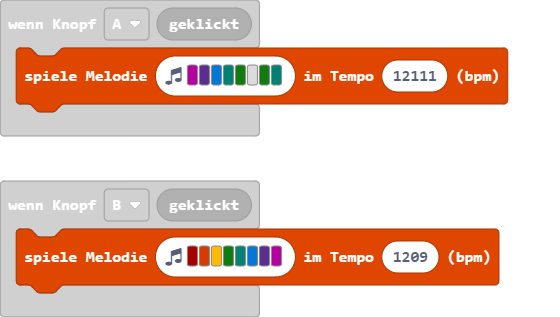 wenn Knopf A geklickt
spiele Melodie im Tempo 12111 (bpm)
wenn Knopf B geklickt
spiele Melodie im Tempo 1209 (bpm)